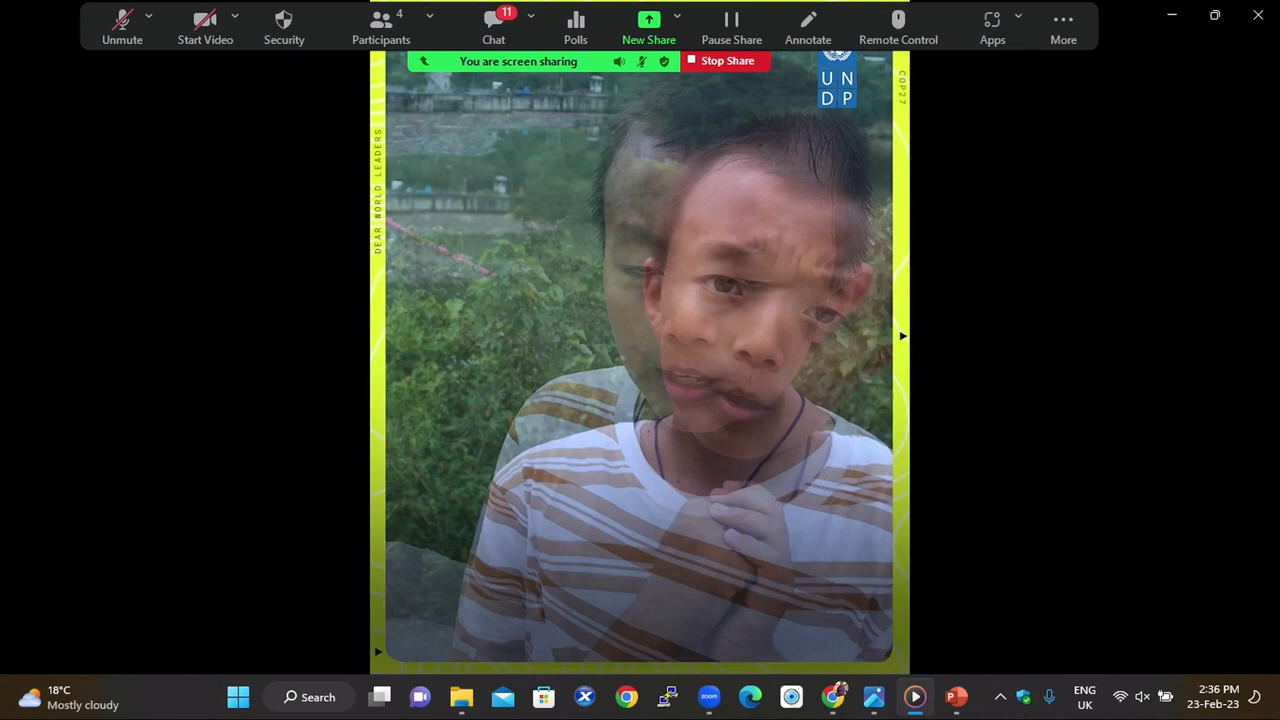 Unmute
Start Video
Security
4
Participants
11
Chat
Polls
New Share
Pause Share
Annotate
Remote Control
Apps
More
You are screen sharing
Stop Share
U N
D P
COP27
DEAR WORLD LEADERS
18°C
Mostly cloudy
Search
zoom
ENG
UK
2:36 PM
23-Feb-23